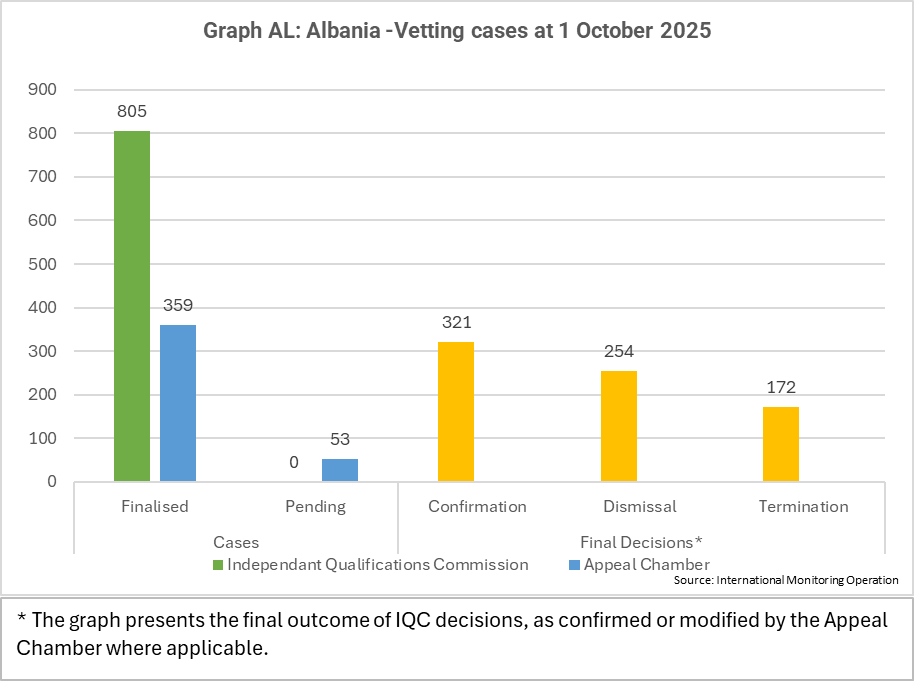 Graph AL: Albania -Vetting cases at 1 October 2025
900
800
700
600
500
400
300
200
100
0
805
359
0
53
321
254
172
Finalised
Pending
Confirmation
Dismissal
Termination
Cases
Final Decisions*
Independant Qualifications Commission
Appeal Chamber
Source: International Monitoring Operation
* The graph presents the final outcome of IQC decisions, as confirmed or modified by the Appeal
Chamber where applicable.